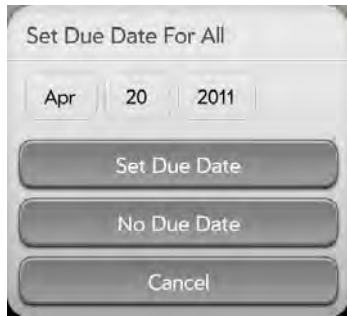 Set Due Date For All
Apr 20 2011
Set Due Date
No Due Date
Cancel